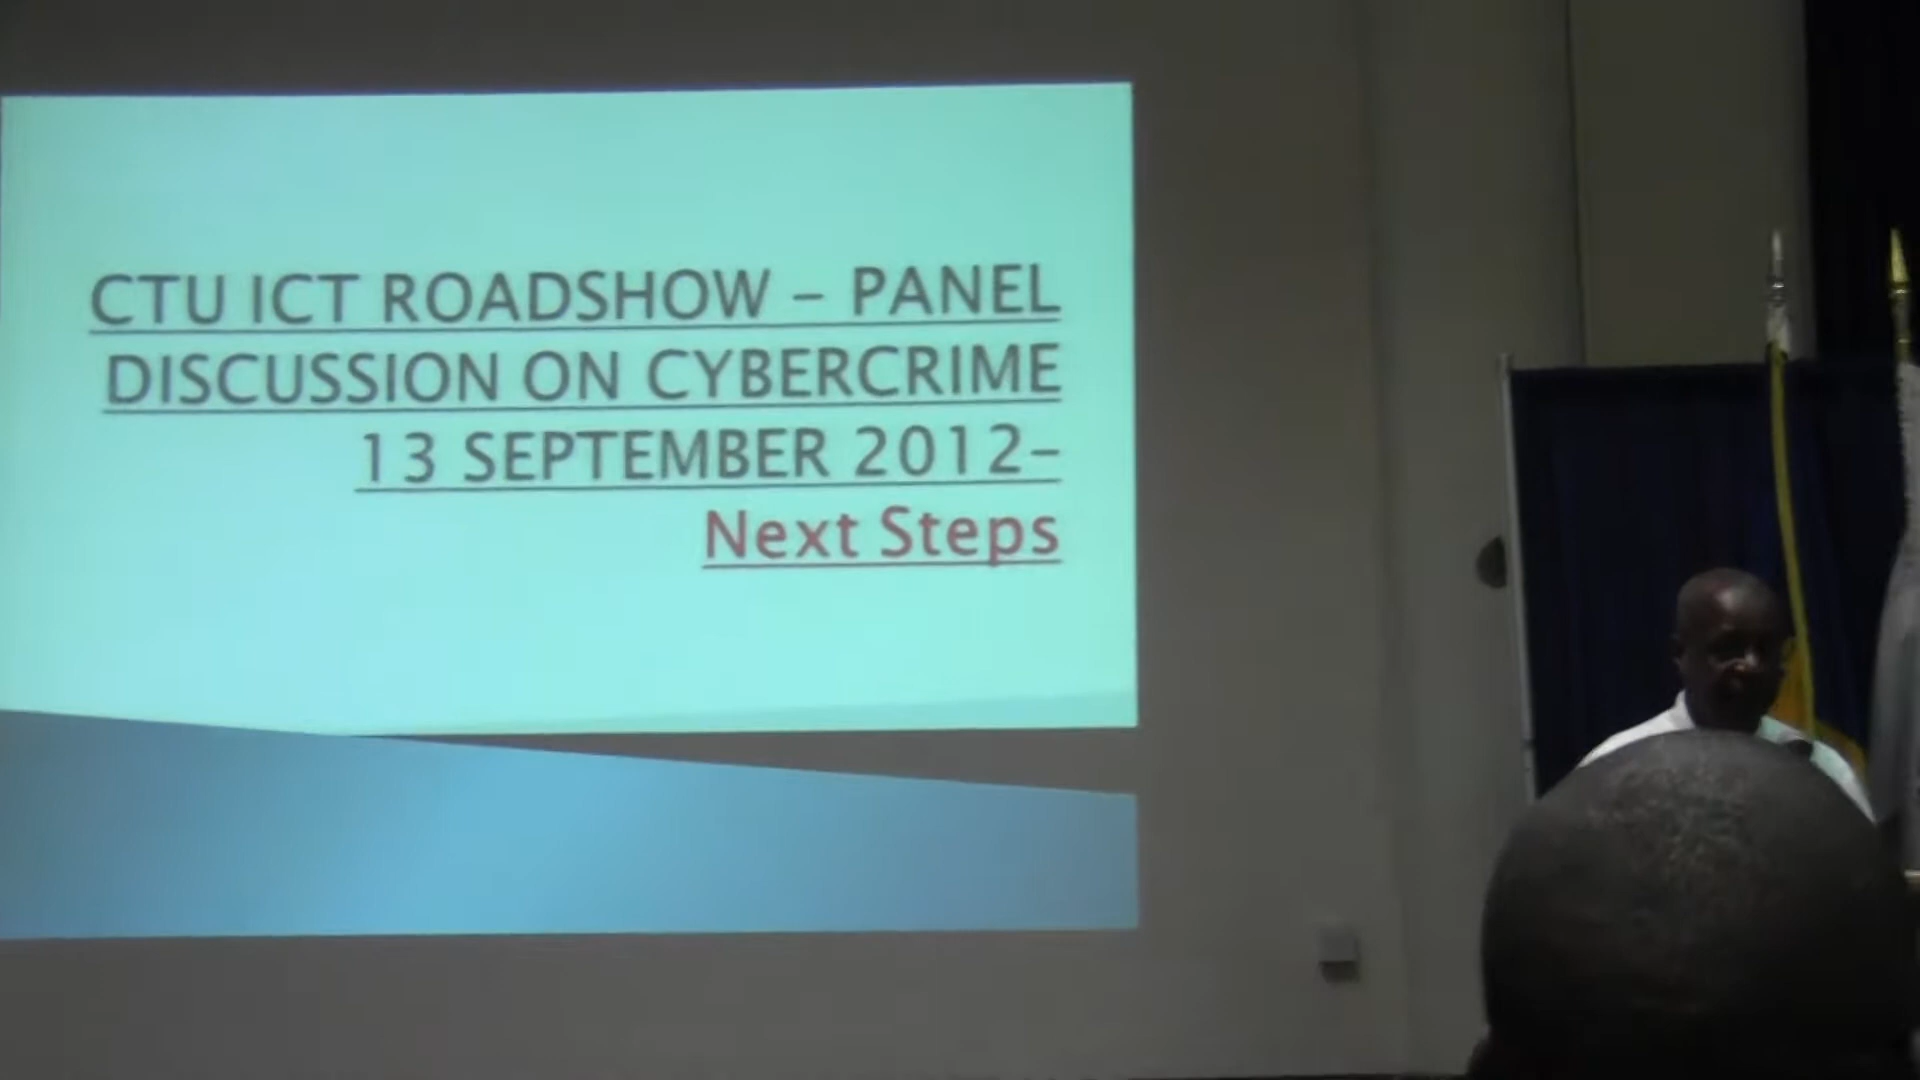 CTU ICT ROADSHOW – PANEL
DISCUSSION ON CYBERCRIME
13 SEPTEMBER 2012–
Next Steps